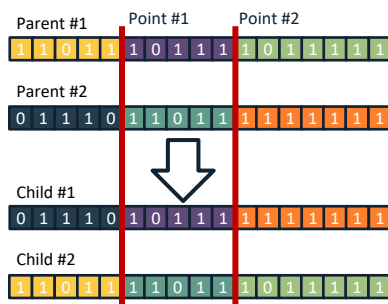 Parent #1 Point #1 Point #2
1 1 0 1 1 1 0 1 1 1 1 0 1 1 1 1 1
Parent #2
0 1 1 1 0 1 1 0 1 1 1 1 1 1 1 1 1
Child #1
0 1 1 1 0 1 0 1 1 1 1 1 1 1 1 1 1
Child #2
1 1 0 1 1 1 1 0 1 1 1 0 1 1 1 1 1